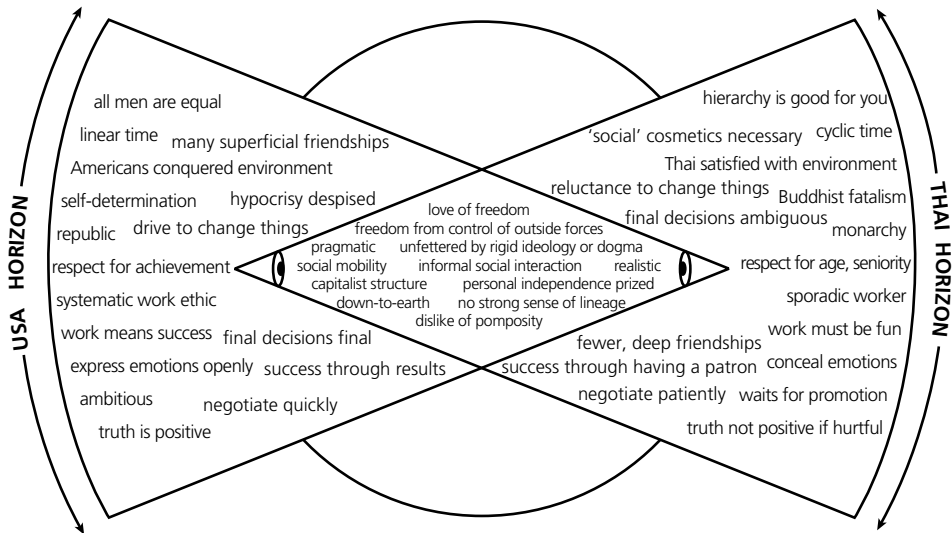 USA HORIZON
all men are equal
linear time
many superficial friendships
Americans conquered environment
self-determination
hypocrisy despised
republic
drive to change things
respect for achievement
systematic work ethic
work means success
final decisions final
express emotions openly
success through results
ambitious
negotiate quickly
truth is positive
love of freedom
freedom from control of outside forces
pragmatic
unfettered by rigid ideology or dogma
social mobility
informal social interaction
realistic
capitalist structure
personal independence prized
down-to-earth
no strong sense of lineage
dislike of pomposity
hierarchy is good for you
‘social’ cosmetics necessary
cyclic time
Thai satisfied with environment
reluctance to change things
Buddhist fatalism
final decisions ambiguous
monarchy
respect for age, seniority
sporadic worker
work must be fun
fewer, deep friendships
success through having a patron
conceal emotions
negotiate patiently
waits for promotion
truth not positive if hurtful
THAI HORIZON